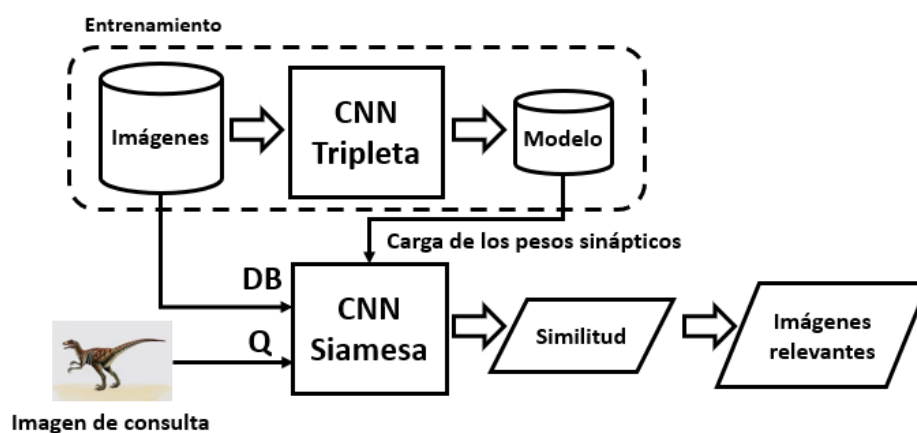 Entrenamiento
Imágenes
CNN
Tripleta
Modelo
Carga de los pesos sinápticos
DB
Q
CNN
Siamesa
Similitud
Imágenes
relevantes
Imagen de consulta